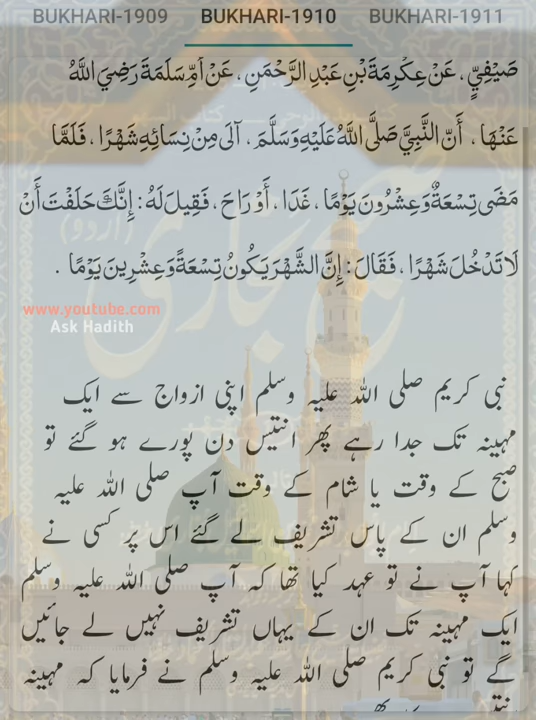 BUKHARI-1909 BUKHARI-1910 BUKHARI-1911
صَيْفِيٍّ ، عَنْ عِكْرِمَةَ بْنِ عَبْدِ الرَّحْمَنِ ، عَنْ أُمِّ سَلَمَةَ رَضِيَ اللَّهُ
عَنْهَا ، أَنّ النَّبِيَّ صَلَّى اللَّهُ عَلَيْهِ وَسَلَّمَ ، آلَى مِنْ نِسَائِهِ شَهْرًا ، فَلَمَّا
مَضَى تِسْعَةٌ وَعِشْرُونَ يَوْمًا ، غَدَا ، أَوْ رَاحَ ، فَقِيلَ لَهُ : إِنَّكَ حَلَفْتَ أَنْ
لَا تَدْخُلَ شَهْرًا ، فَقَالَ : إِنَّ الشَّهْرَ يَكُونُ تِسْعَةً وَعِشْرِينَ يَوْمًا .
www.youtube.com
Ask Hadith
نبی کریم صلی اللہ علیہ وسلم اپنی ازواج سے ایک
مہینہ تک جدا رہے پھر انتیس دن پورے ہو گئے تو
صبح کے وقت یا شام کے وقت آپ صلی اللہ علیہ
وسلم ان کے پاس تشریف لے گئے اس پر کسی نے
کہا آپ نے تو عہد کیا تھا کہ آپ صلی اللہ علیہ وسلم
ایک مہینہ تک ان کے یہاں تشریف نہیں لے جائیں
گے تو نبی کریم صلی اللہ علیہ وسلم نے فرمایا کہ مہینہ